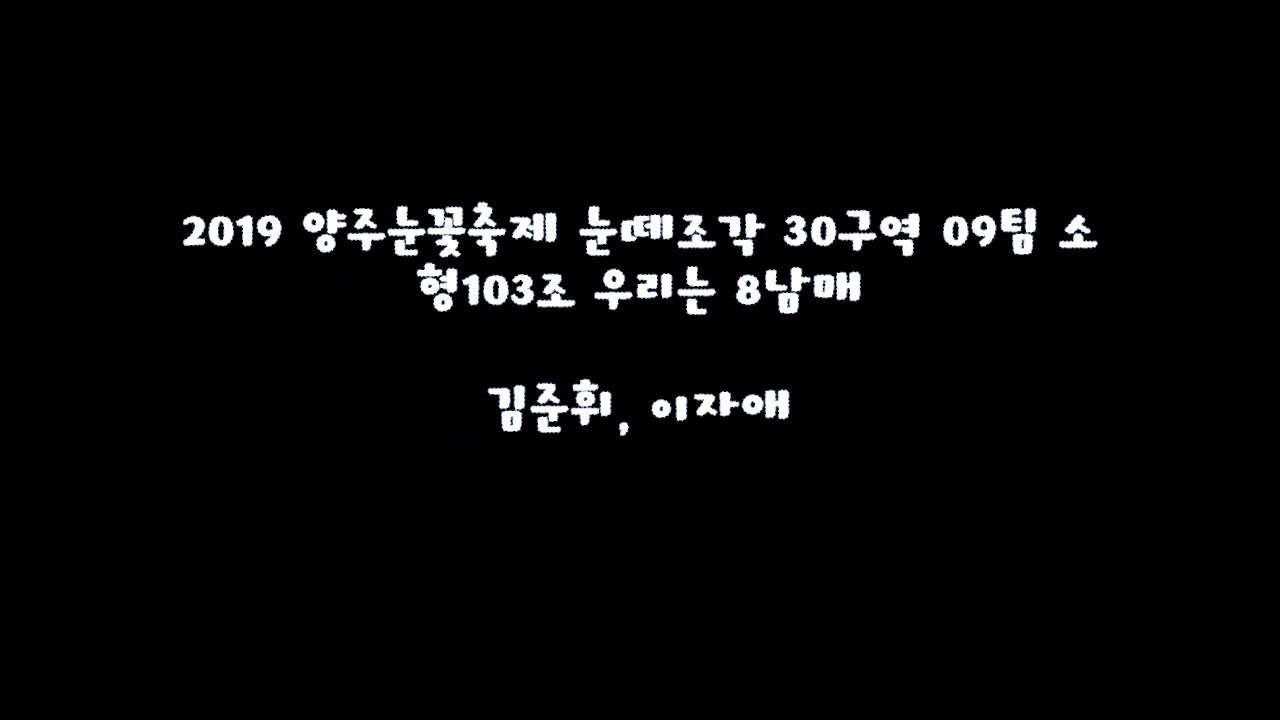 2019 양주눈꽃축제 눈떼조각 30구역 09팀 소
형103조 우리는 8남매
김준휘, 이자애